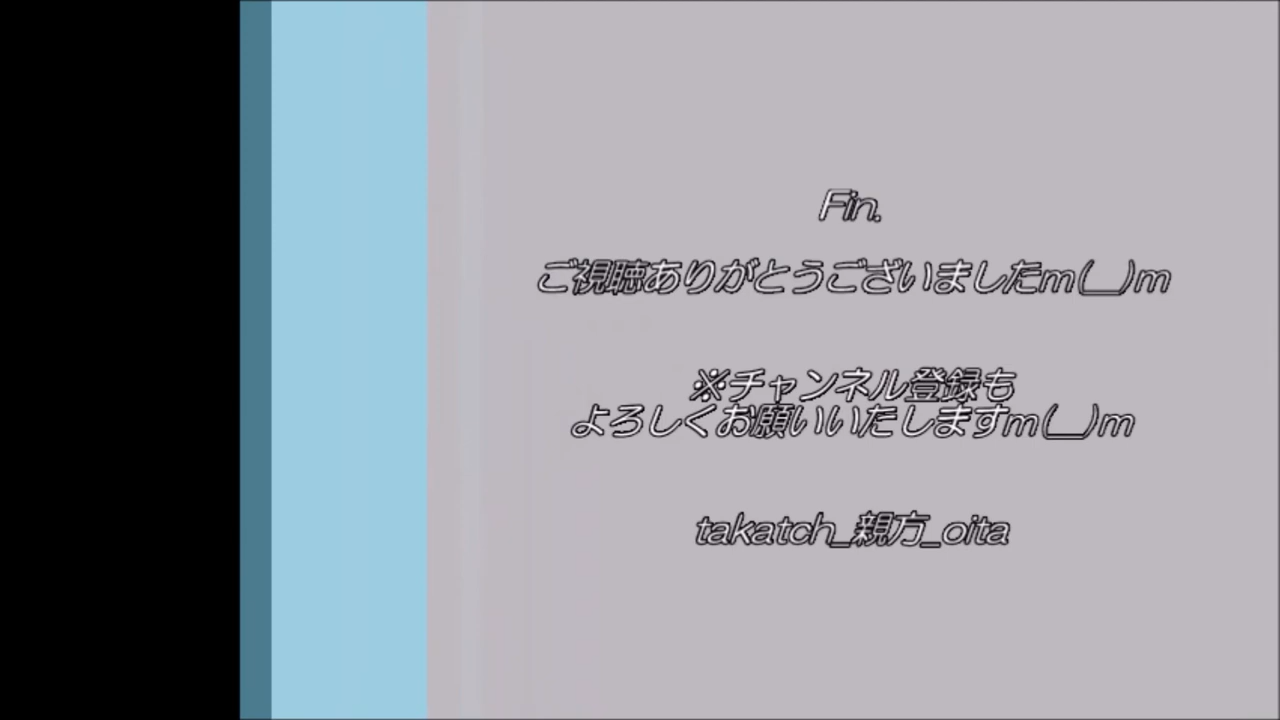 Fin.
ご視聴ありがとうございましたm(__)m
※チャンネル登録も
よろしくお願いいたしますm(__)m
takatch_親方_oita